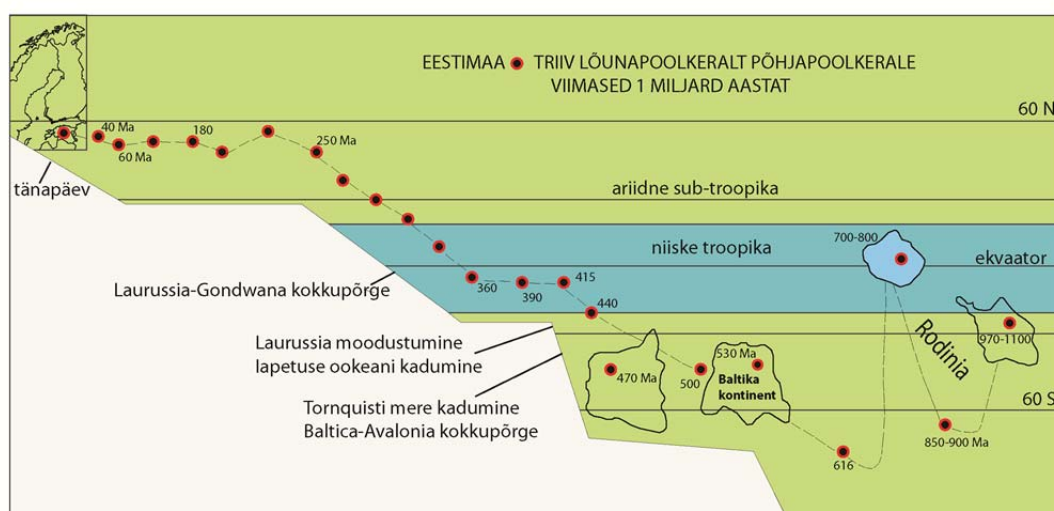 EESTIMAA TRIIV LÕUNAPOOLKERALT PÕHJAPOOLKERALE
VIIMASED 1 MILJARD AASTAT
60 N
40 Ma
60 Ma
180
250 Ma
tänapäev
ariidne sub-troopika
niiske troopika
700-800
ekvaator
Laurussia-Gondwana kokkupõrge
360
390
415
440
Laurussia moodustumine
Iapetuse ookeani kadumine
Rodinia
970-1100
470 Ma
500
530 Ma
Baltika
kontinent
Tornquisti mere kadumine
Baltica-Avalonia kokkupõrge
60 S
616
850-900 Ma